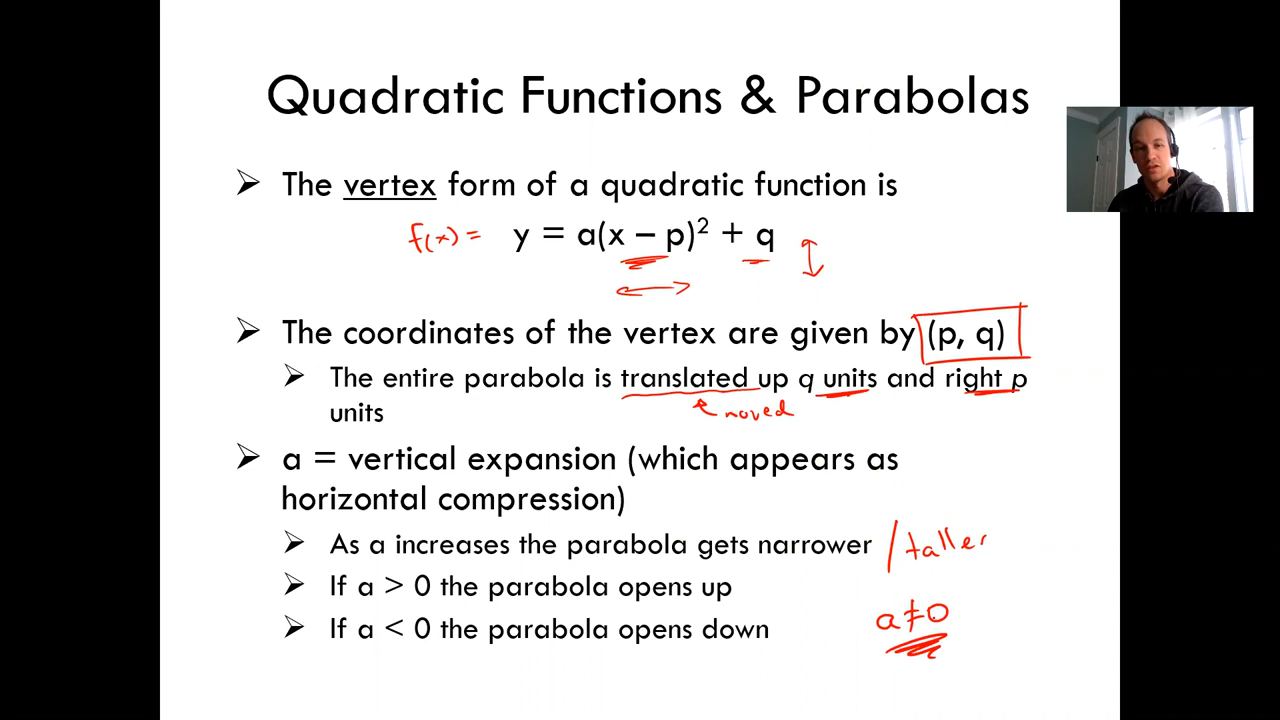 Quadratic Functions & Parabolas
➢ The vertex form of a quadratic function is
f(x) = y = a(x – p)² + q
➢ The coordinates of the vertex are given by (p, q)
➢ The entire parabola is translated up q units and right p
units
moved
➢ a = vertical expansion (which appears as
horizontal compression)
➢ As a increases the parabola gets narrower / taller
➢ If a > 0 the parabola opens up
➢ If a < 0 the parabola opens down
a≠0